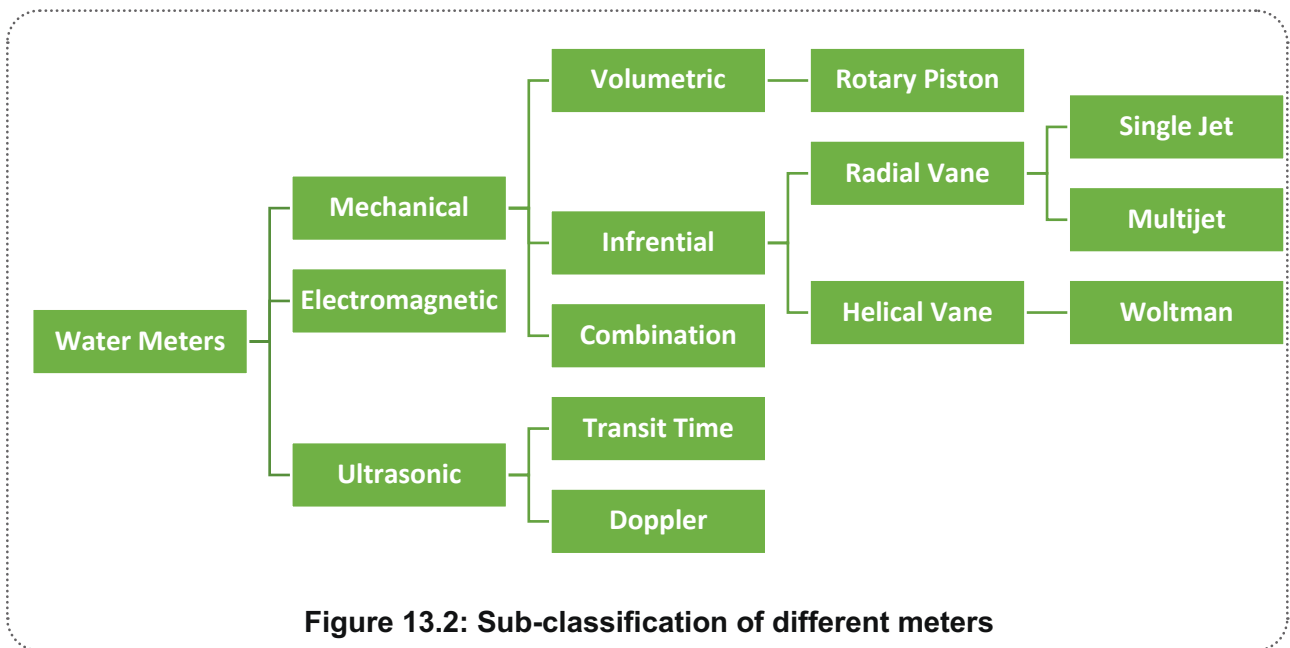 Water Meters
Mechanical
Electromagnetic
Ultrasonic
Volumetric
Infrential
Combination
Transit Time
Doppler
Rotary Piston
Radial Vane
Helical Vane
Single Jet
Multijet
Woltman
Figure 13.2: Sub-classification of different meters